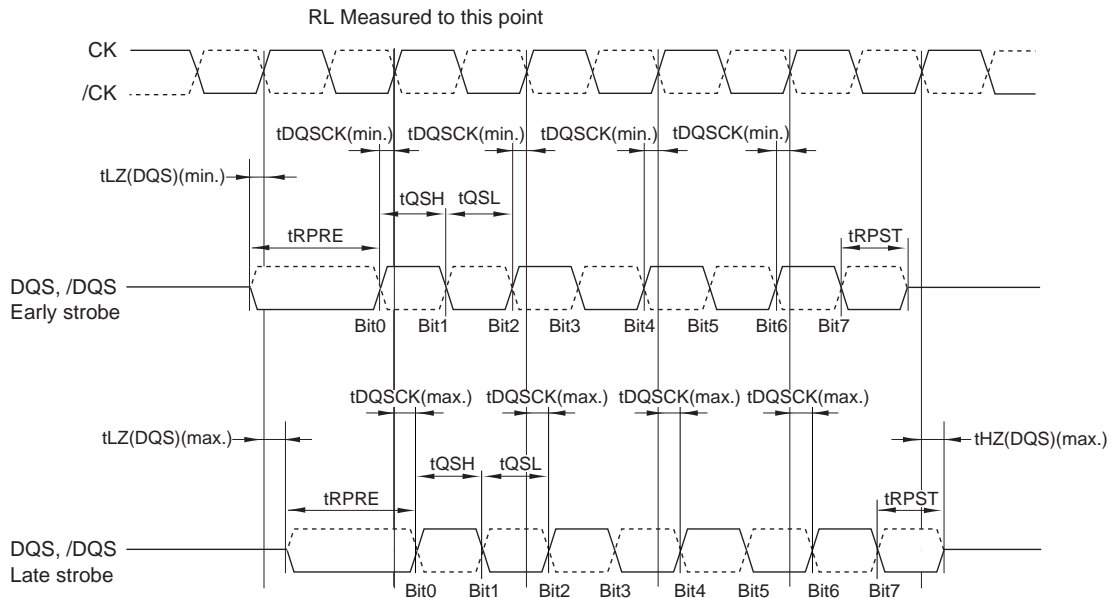 RL Measured to this point
CK
/CK
tDQSCK(min.) tDQSCK(min.) tDQSCK(min.) tDQSCK(min.)
tLZ(DQS)(min.)
tQSH tQSL
tRPRE tRPST
DQS, /DQS
Early strobe
Bit0 Bit1 Bit2 Bit3 Bit4 Bit5 Bit6 Bit7
tDQSCK(max.) tDQSCK(max.) tDQSCK(max.) tDQSCK(max.)
tLZ(DQS)(max.) tHZ(DQS)(max.)
tQSH tQSL
tRPRE tRPST
DQS, /DQS
Late strobe
Bit0 Bit1 Bit2 Bit3 Bit4 Bit5 Bit6 Bit7